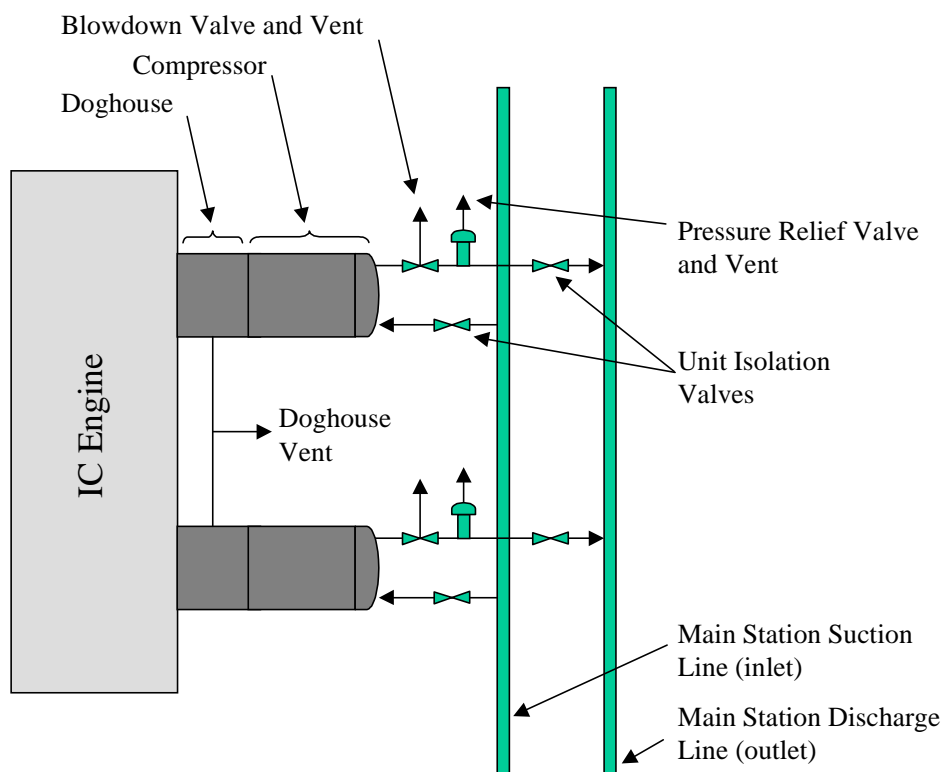 Blowdown Valve and Vent
Compressor
Doghouse
Pressure Relief Valve
and Vent
Unit Isolation
Valves
IC Engine
Doghouse
Vent
Main Station Suction
Line (inlet)
Main Station Discharge
Line (outlet)